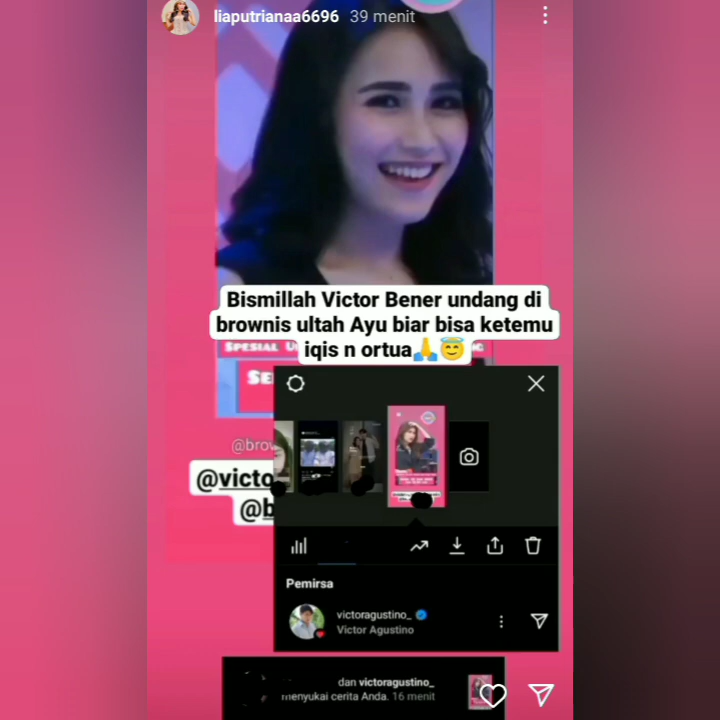 liaputrianaa6696 39 menit
Bismillah Victor Bener undang di
brownis ultah Ayu biar bisa ketemu
iqis n ortua🙏😇
SPESIAL
SE
@brow
@victo
@b
Pemirsa
victoragustino_
Victor Agustino
dan victoragustino_
menyukai cerita Anda. 16 menit